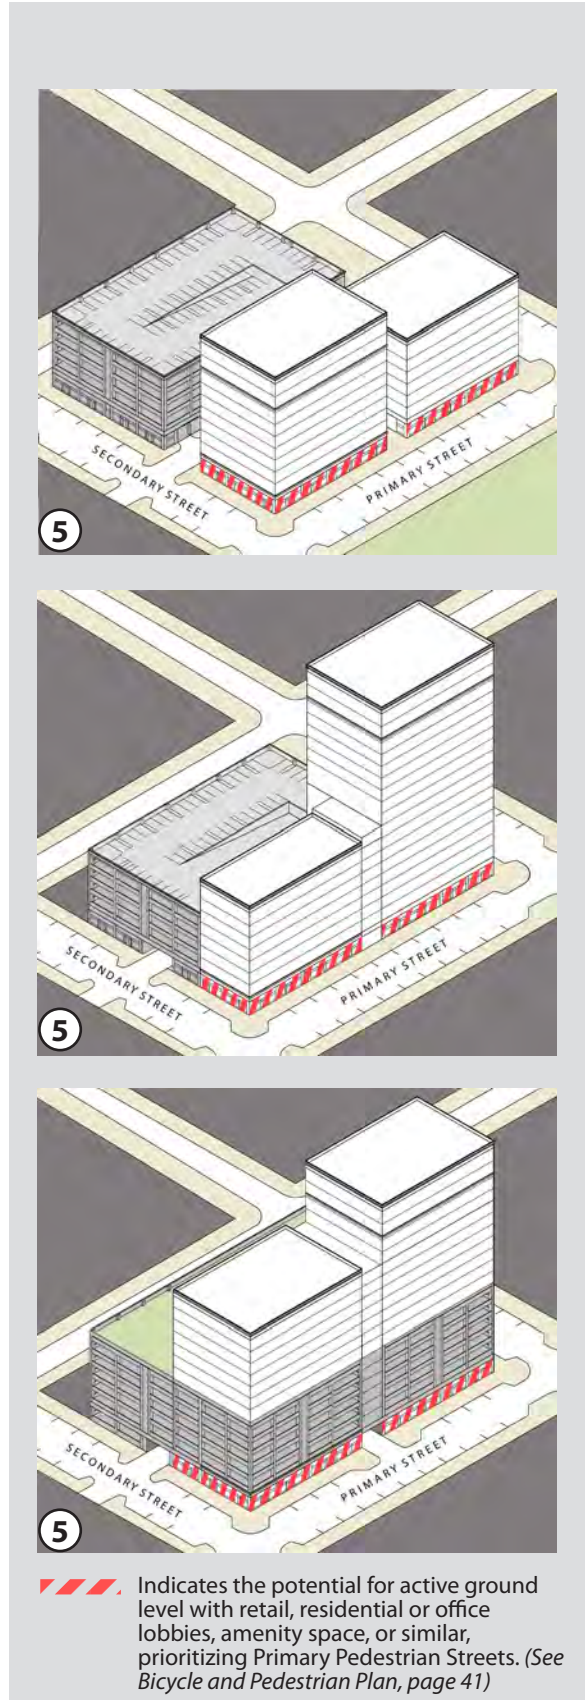 SECONDARY STREET
PRIMARY STREET
5
SECONDARY STREET
PRIMARY STREET
5
SECONDARY STREET
PRIMARY STREET
5
Indicates the potential for active ground
level with retail, residential or office
lobbies, amenity space, or similar,
prioritizing Primary Pedestrian Streets. (See
Bicycle and Pedestrian Plan, page 41)